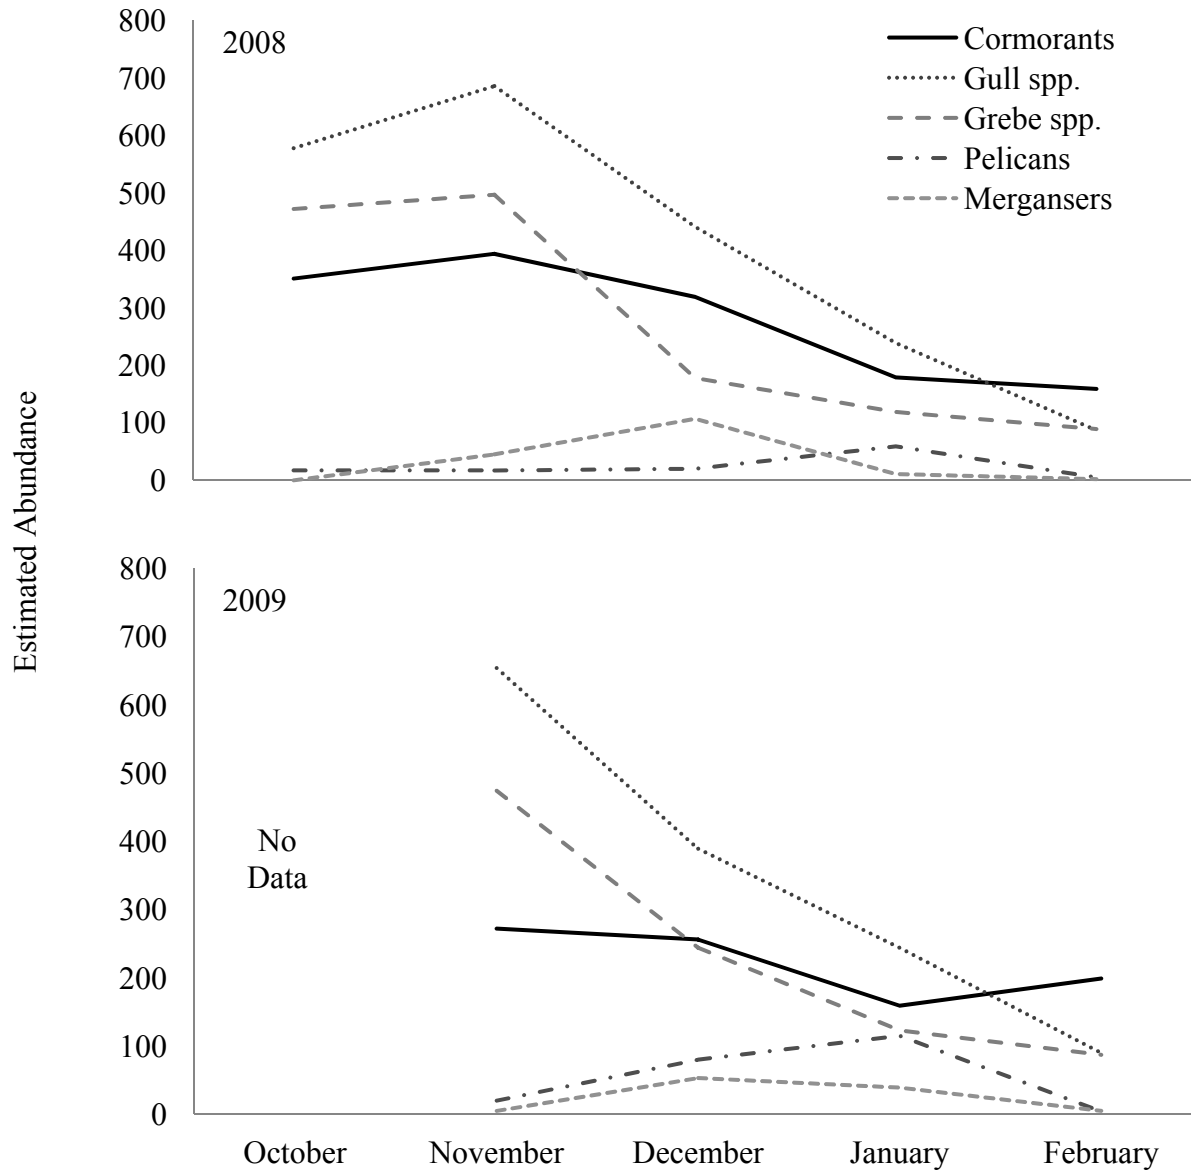 Estimated Abundance
2008
800
700
600
500
400
300
200
100
0
Cormorants
Gull spp.
Grebe spp.
Pelicans
Mergansers
2009
800
700
600
500
400
300
200
100
0
No
Data
October November December January February